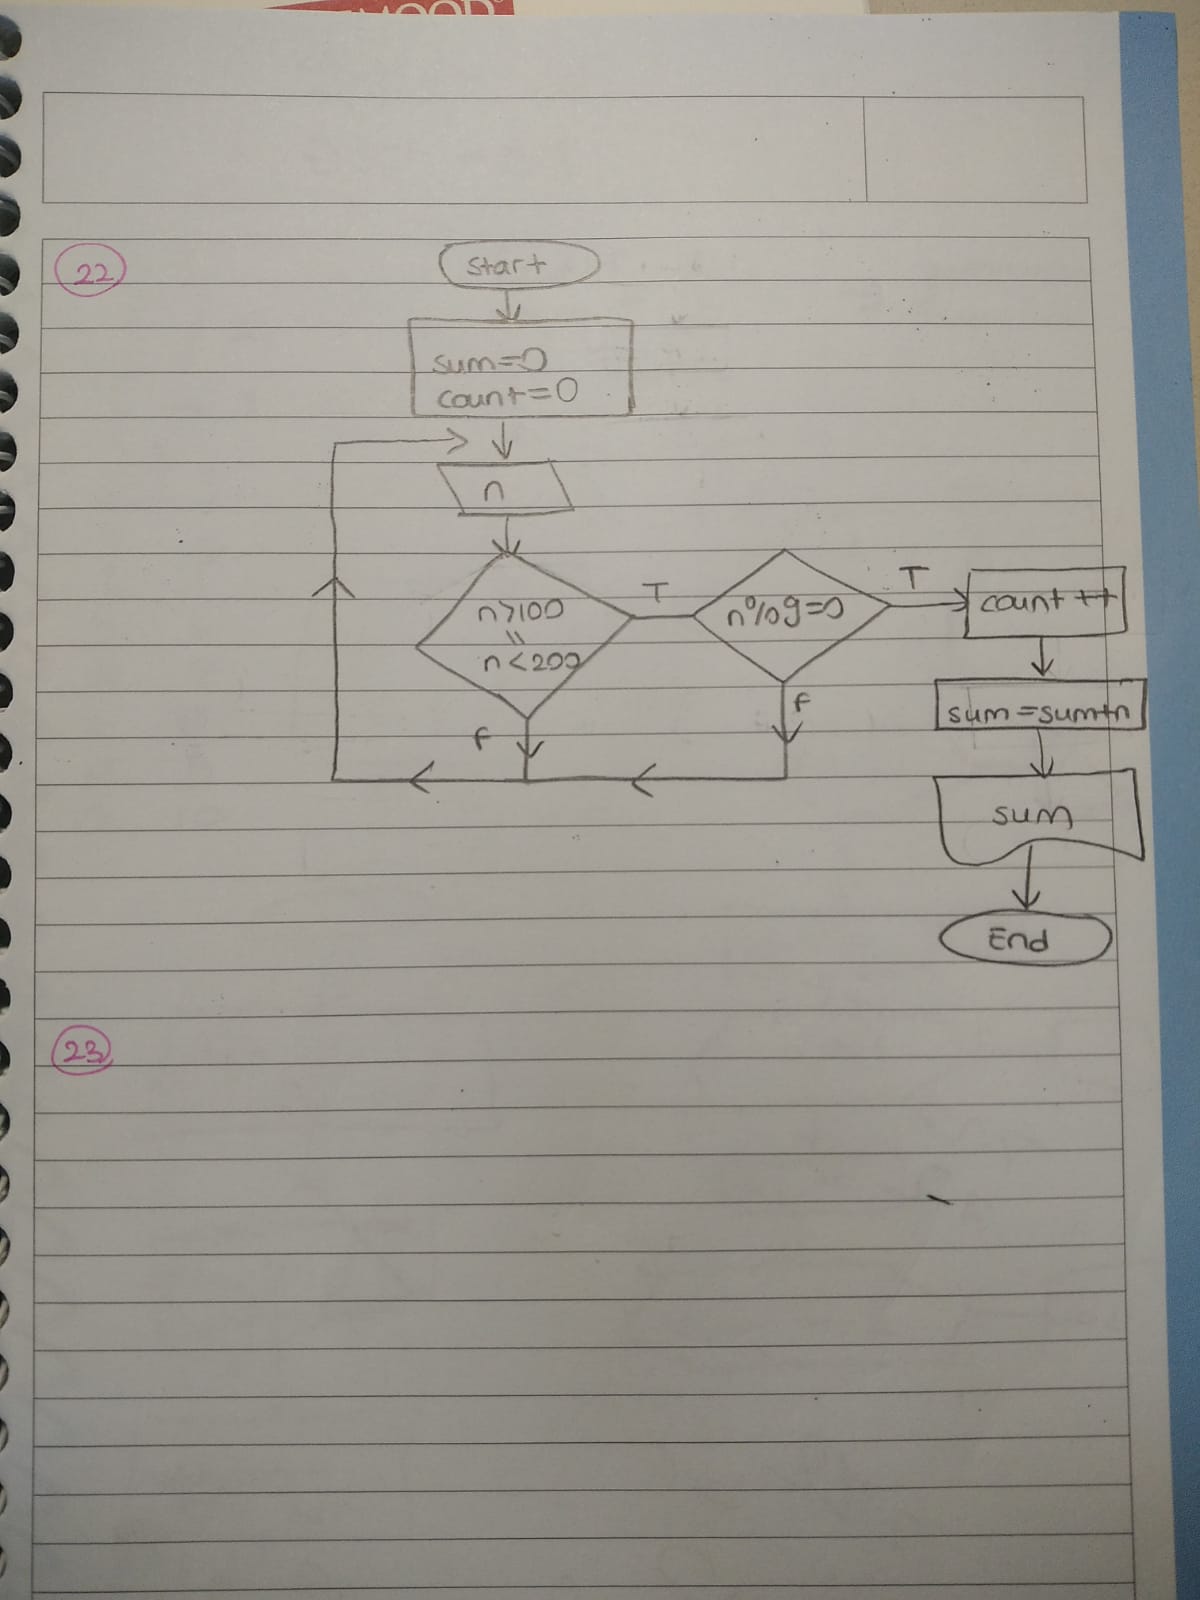 22
Start
sum=0
count=0
n
n>100
||
n<200
T
n%9=0
T
count ++
f
f
sum=sum+n
sum
End
23